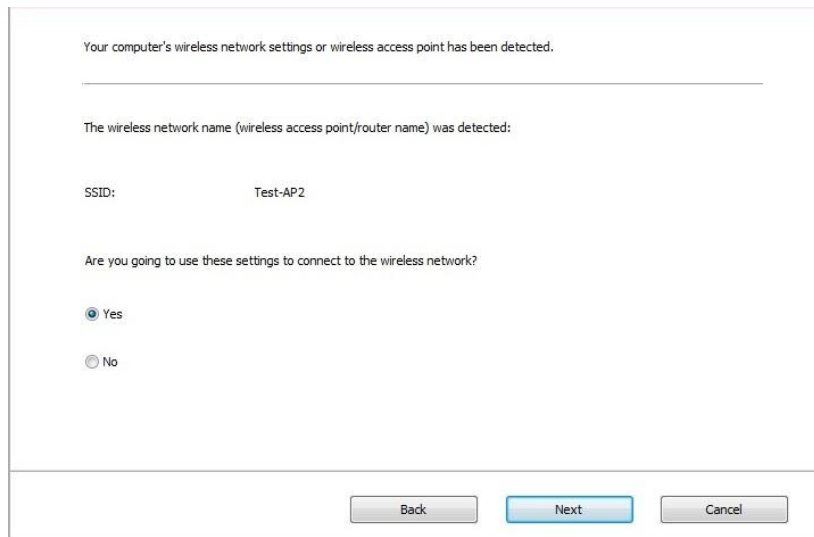 Your computer's wireless network settings or wireless access point has been detected.
The wireless network name (wireless access point/router name) was detected:
SSID: Test-AP2
Are you going to use these settings to connect to the wireless network?
Yes
No
Back Next Cancel